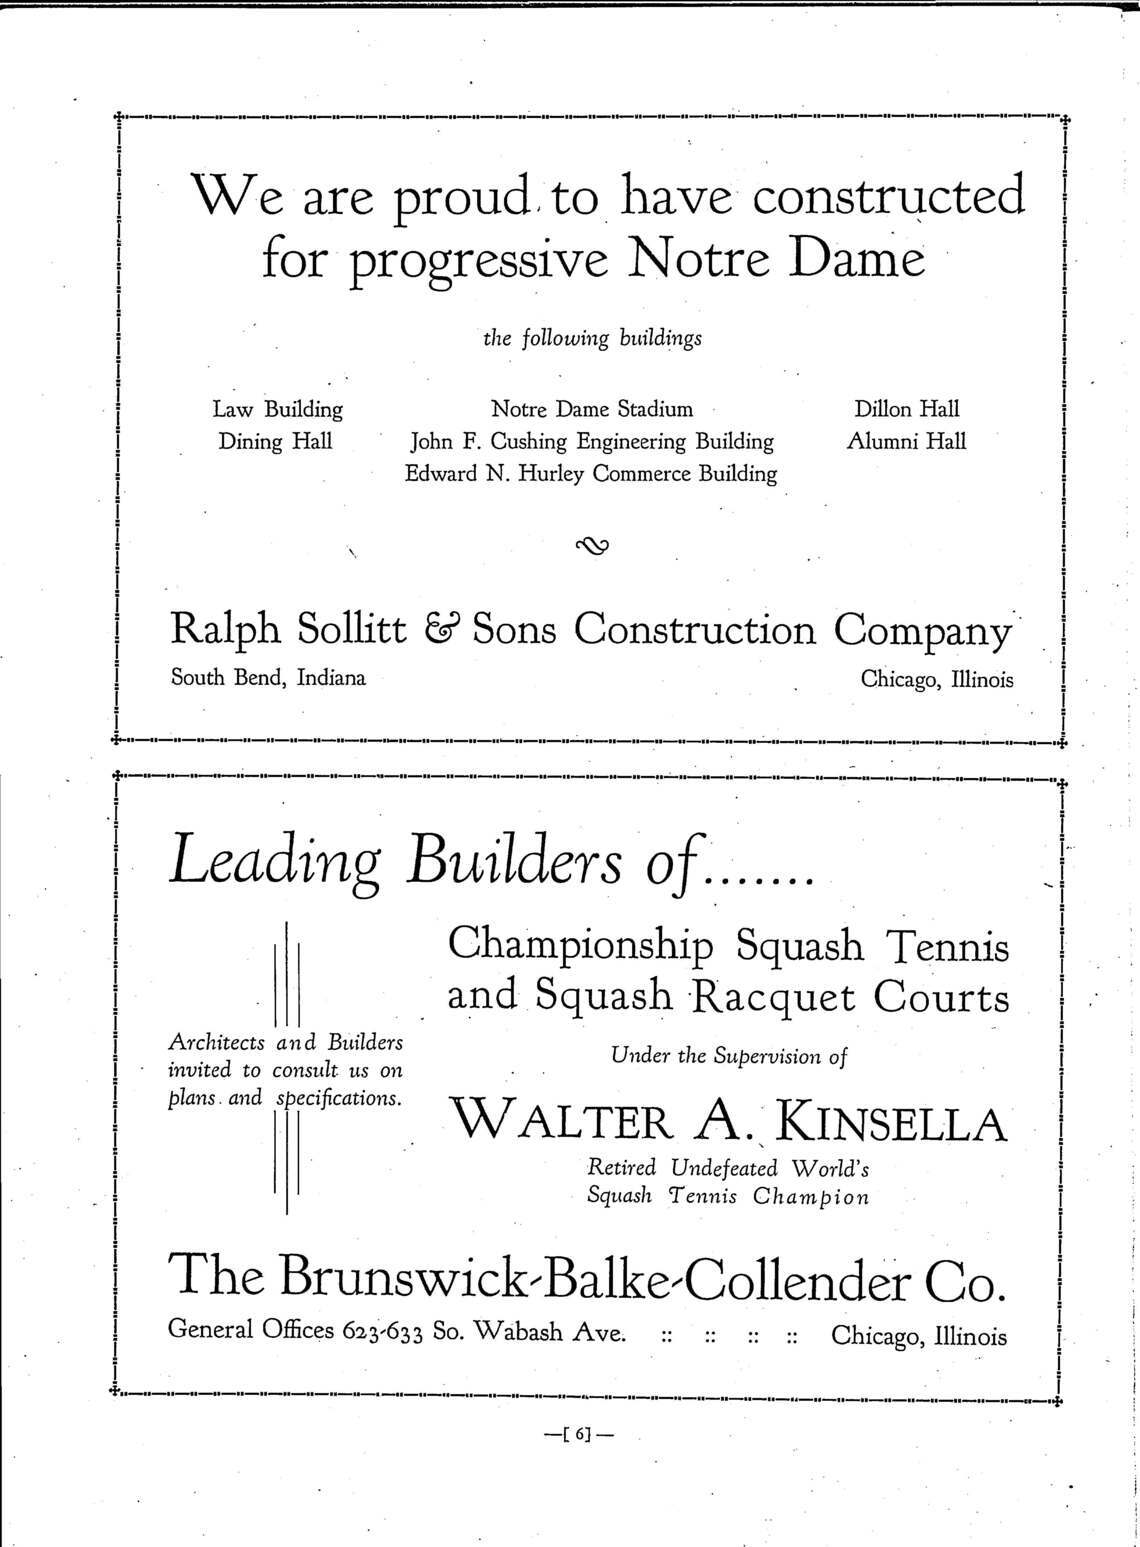 We are proud to have constructed
for progressive Notre Dame
the following buildings
Law Building
Dining Hall
Notre Dame Stadium
John F. Cushing Engineering Building
Edward N. Hurley Commerce Building
Dillon Hall
Alumni Hall
Ralph Sollitt & Sons Construction Company
South Bend, Indiana
Chicago, Illinois
Leading Builders of.......
Championship Squash Tennis
and Squash Racquet Courts
Architects and Builders
invited to consult us on
plans and specifications.
Under the Supervision of
WALTER A. KINSELLA
Retired Undefeated World's
Squash Tennis Champion
The Brunswick-Balke-Collender Co.
General Offices 623-633 So. Wabash Ave. :: :: :: :: Chicago, Illinois
—[ 6 ]—